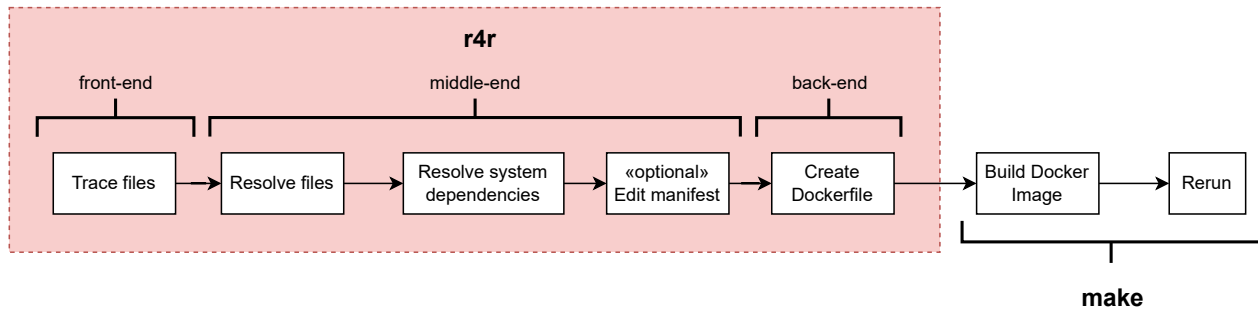 r4r
front-end
middle-end
back-end
Trace files
Resolve files
Resolve system
dependencies
«optional»
Edit manifest
Create
Dockerfile
Build Docker
Image
Rerun
make